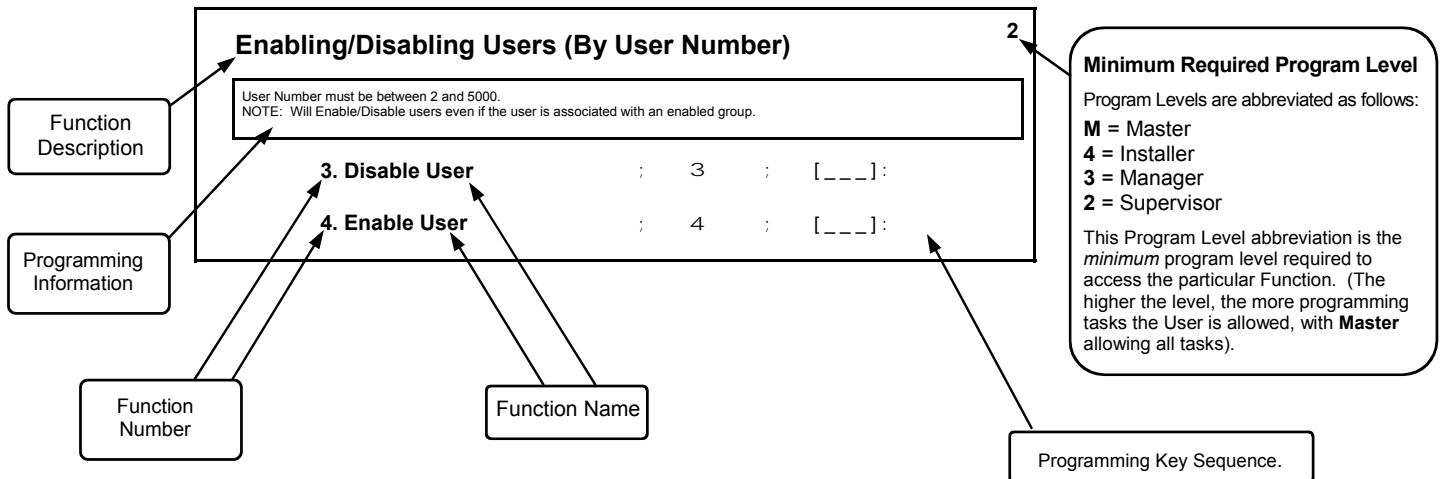 Enabling/Disabling Users (By User Number)
2
User Number must be between 2 and 5000.
NOTE: Will Enable/Disable users even if the user is associated with an enabled group.
3. Disable User ; 3 ; [___]:
4. Enable User ; 4 ; [___]:
Function
Description
Programming
Information
Function
Number
Function Name
Programming Key Sequence.
Minimum Required Program Level
Program Levels are abbreviated as follows:
M = Master
4 = Installer
3 = Manager
2 = Supervisor
This Program Level abbreviation is the
minimum program level required to
access the particular Function. (The
higher the level, the more programming
tasks the User is allowed, with Master
allowing all tasks).